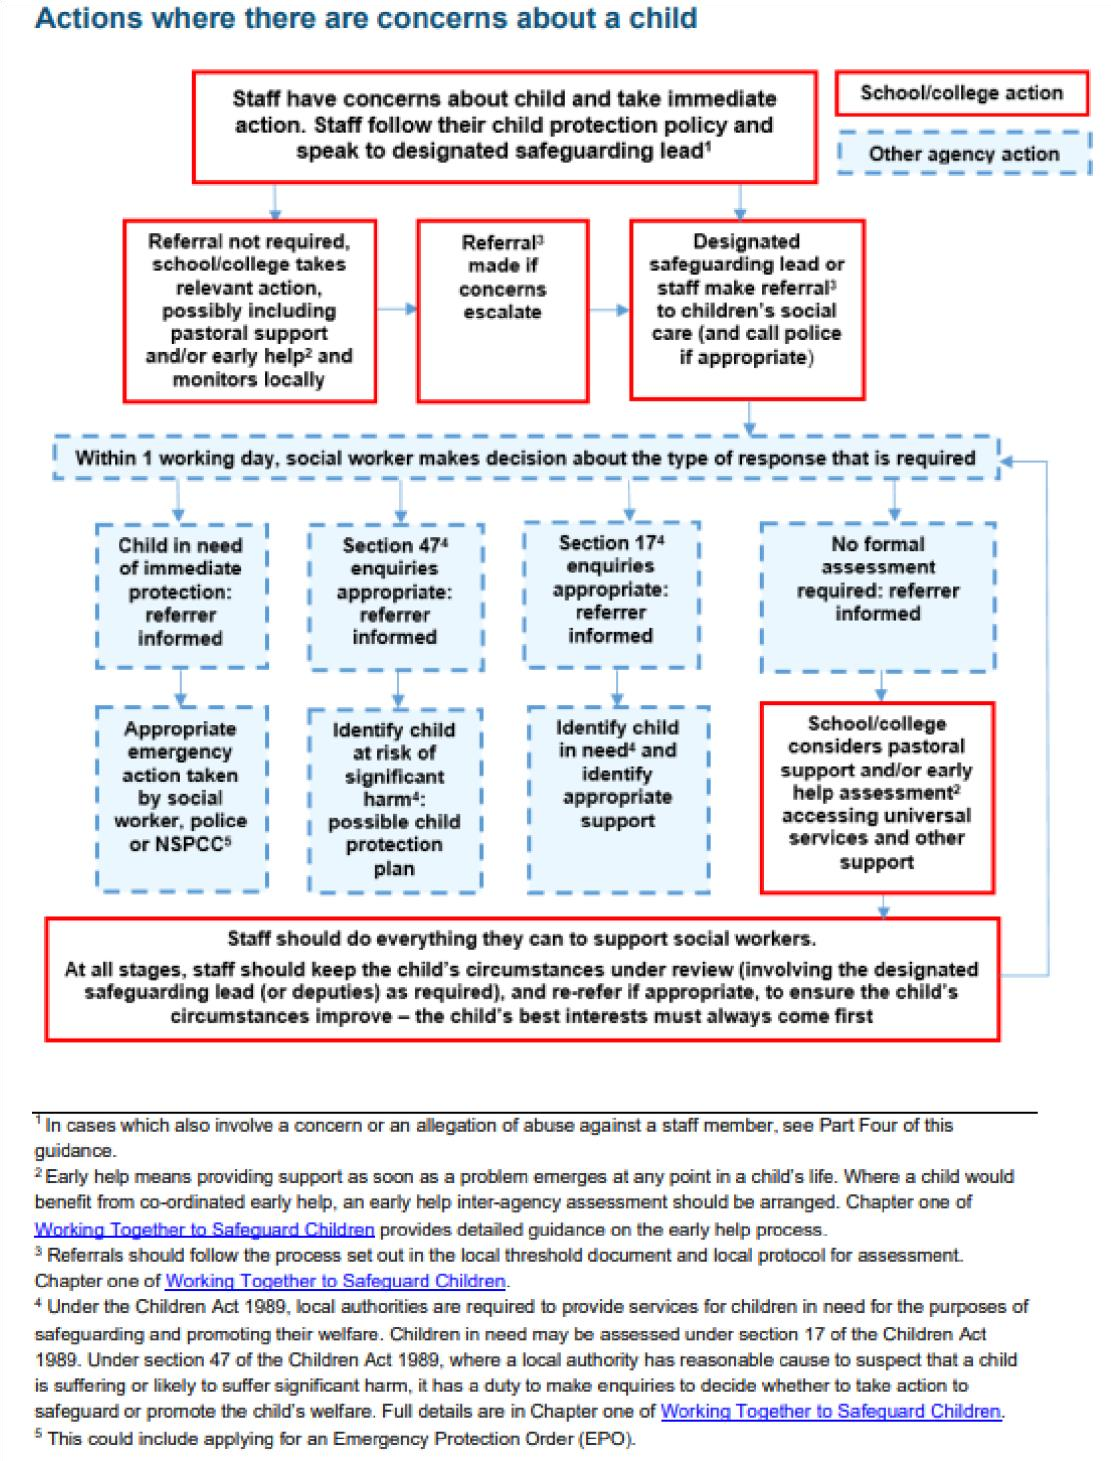 Actions where there are concerns about a child
Staff have concerns about child and take immediate
action. Staff follow their child protection policy and
speak to designated safeguarding lead¹
School/college action
Other agency action
Referral not required,
school/college takes
relevant action,
possibly including
pastoral support
and/or early help² and
monitors locally
Referral³
made if
concerns
escalate
Designated
safeguarding lead or
staff make referral³
to children's social
care (and call police
if appropriate)
Within 1 working day, social worker makes decision about the type of response that is required
Child in need
of immediate
protection:
referrer
informed
Section 47⁴
enquiries
appropriate:
referrer
informed
Section 17⁴
enquiries
appropriate:
referrer
informed
No formal
assessment
required: referrer
informed
Appropriate
emergency
action taken
by social
worker, police
or NSPCC⁵
Identify child
at risk of
significant
harm⁴:
possible child
protection
plan
Identify child
in need⁴ and
identify
appropriate
support
School/college
considers pastoral
support and/or early
help assessment²
accessing universal
services and other
support
Staff should do everything they can to support social workers.
At all stages, staff should keep the child's circumstances under review (involving the designated
safeguarding lead (or deputies) as required), and re-refer if appropriate, to ensure the child's
circumstances improve – the child's best interests must always come first
¹ In cases which also involve a concern or an allegation of abuse against a staff member, see Part Four of this
guidance.
² Early help means providing support as soon as a problem emerges at any point in a child's life. Where a child would
benefit from co-ordinated early help, an early help inter-agency assessment should be arranged. Chapter one of
Working Together to Safeguard Children provides detailed guidance on the early help process.
³ Referrals should follow the process set out in the local threshold document and local protocol for assessment.
Chapter one of Working Together to Safeguard Children.
⁴ Under the Children Act 1989, local authorities are required to provide services for children in need for the purposes of
safeguarding and promoting their welfare. Children in need may be assessed under section 17 of the Children Act
1989. Under section 47 of the Children Act 1989, where a local authority has reasonable cause to suspect that a child
is suffering or likely to suffer significant harm, it has a duty to make enquiries to decide whether to take action to
safeguard or promote the child's welfare. Full details are in Chapter one of Working Together to Safeguard Children.
⁵ This could include applying for an Emergency Protection Order (EPO).